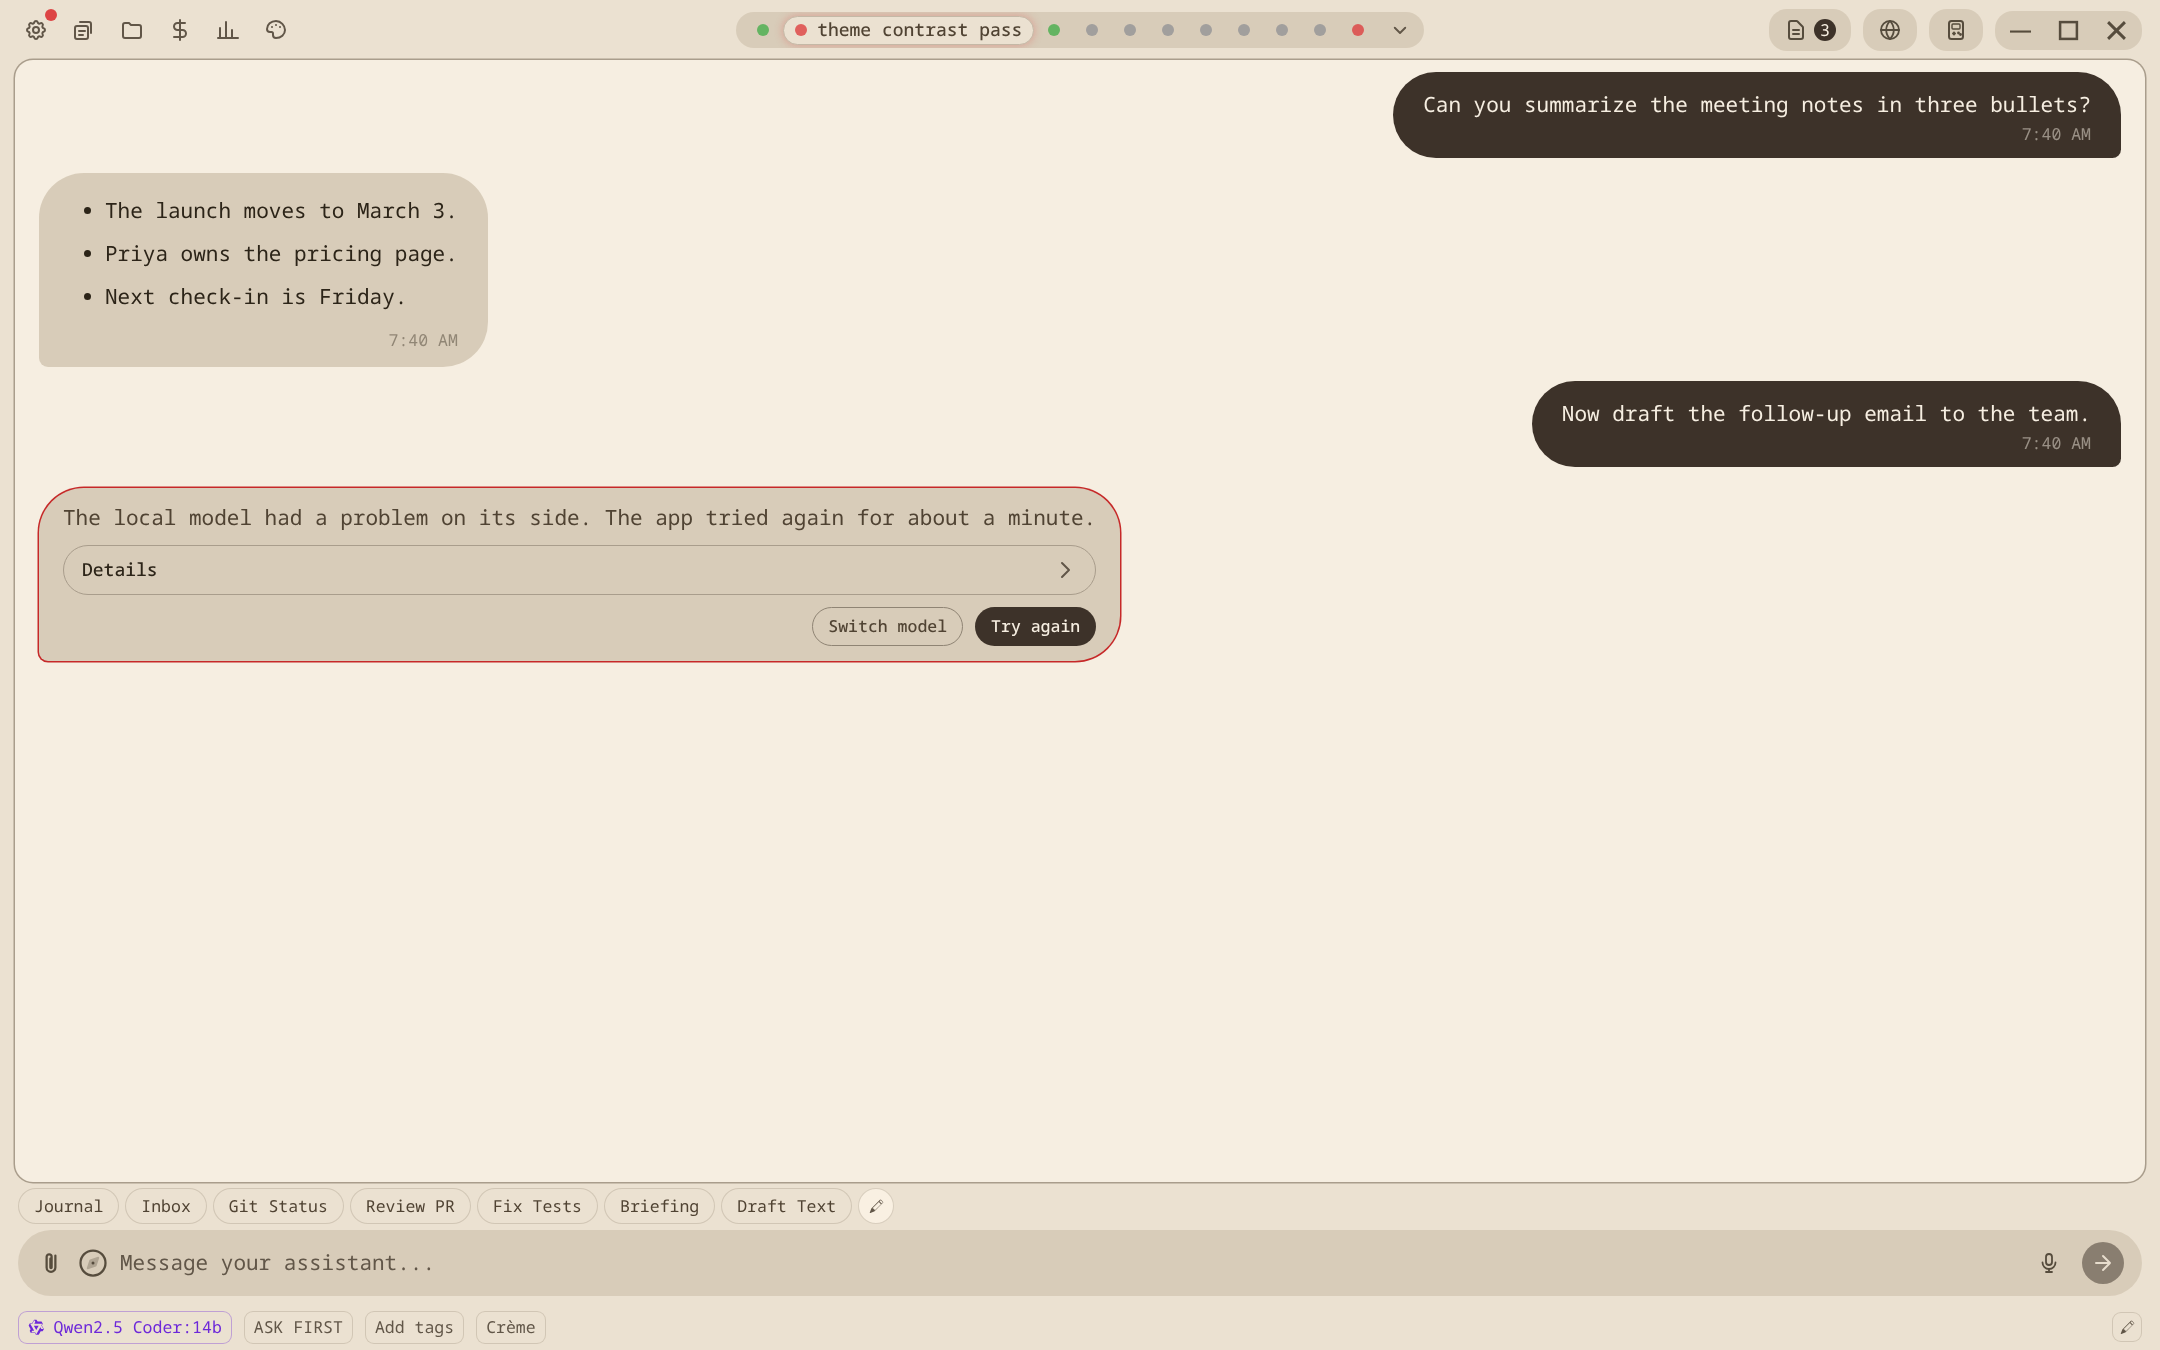 theme contrast pass
3
Can you summarize the meeting notes in three bullets?
7:40 AM
• The launch moves to March 3.
• Priya owns the pricing page.
• Next check-in is Friday.
7:40 AM
Now draft the follow-up email to the team.
7:40 AM
The local model had a problem on its side. The app tried again for about a minute.
Details
Switch model Try again
Journal Inbox Git Status Review PR Fix Tests Briefing Draft Text
Message your assistant...
Qwen2.5 Coder:14b ASK FIRST Add tags Crème